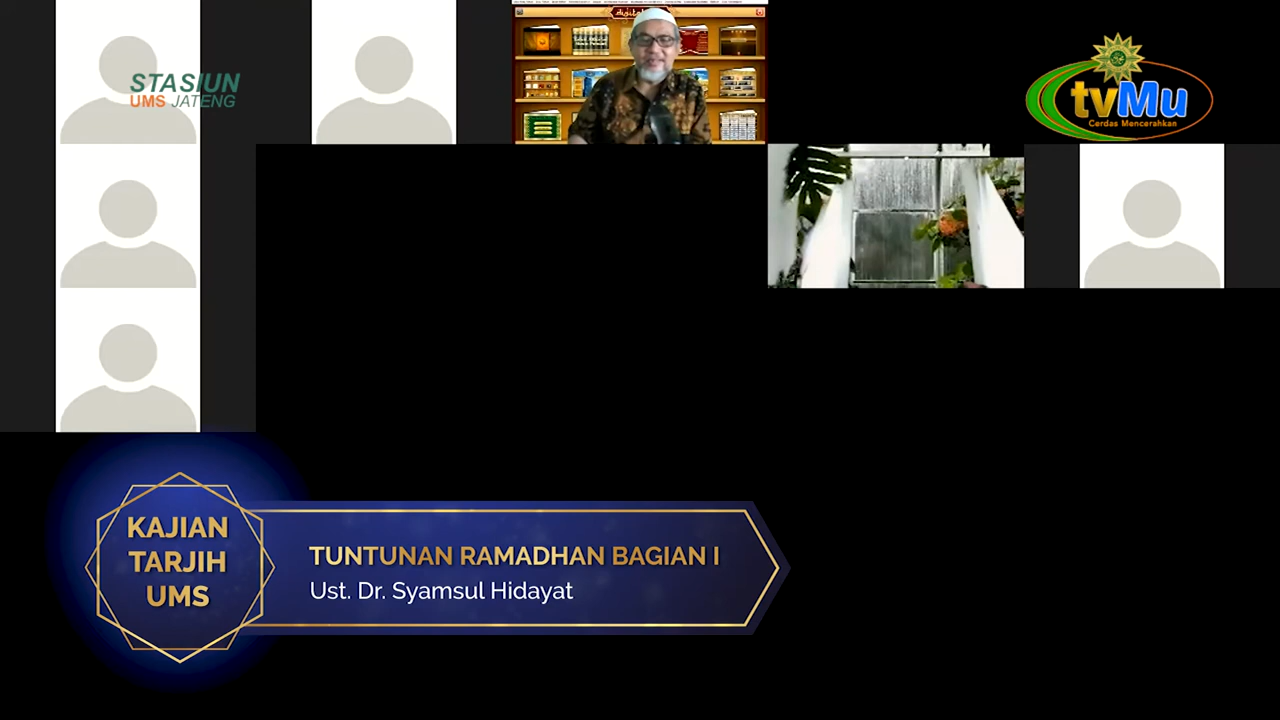 STASIUN
UMS JATENG
tvMu
Cerdas Mencerahkan
KAJIAN
TARJIH
UMS
TUNTUNAN RAMADHAN BAGIAN I
Ust. Dr. Syamsul Hidayat